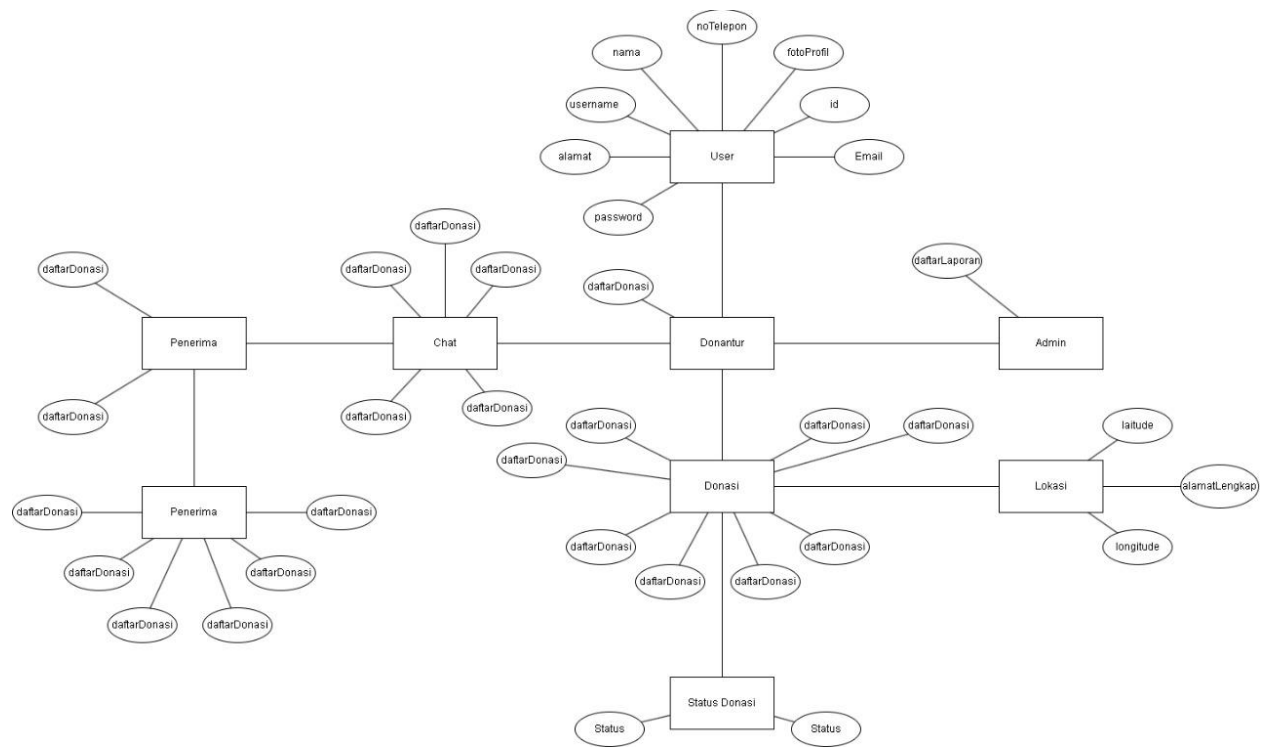 noTelepon
nama
fotoProfil
username
id
User
alamat
Email
password
daftarDonasi
daftarDonasi
daftarDonasi
daftarDonasi
daftarDonasi
daftarLaporan
Penerima
Chat
Donantur
Admin
daftarDonasi
daftarDonasi
daftarDonasi
daftarDonasi
daftarDonasi
daftarDonasi
laitude
daftarDonasi
Donasi
Lokasi
alamatLengkap
Penerima
daftarDonasi
daftarDonasi
daftarDonasi
daftarDonasi
longitude
daftarDonasi
daftarDonasi
daftarDonasi
daftarDonasi
daftarDonasi
daftarDonasi
Status Donasi
Status
Status